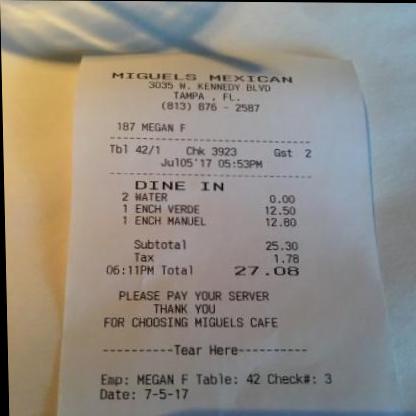 MIGUELS MEXICAN
3035 W. KENNEDY BLVD
TAMPA , FL.
(813) 876 - 2587
187 MEGAN F
Tbl 42/1 Chk 3923 Gst 2
Jul05'17 05:53PM
DINE IN
2 WATER 0.00
1 ENCH VERDE 12.50
1 ENCH MANUEL 12.80
Subtotal 25.30
Tax 1.78
06:11PM Total 27.08
PLEASE PAY YOUR SERVER
THANK YOU
FOR CHOOSING MIGUELS CAFE
----------Tear Here----------
Emp: MEGAN F Table: 42 Check#: 3
Date: 7-5-17